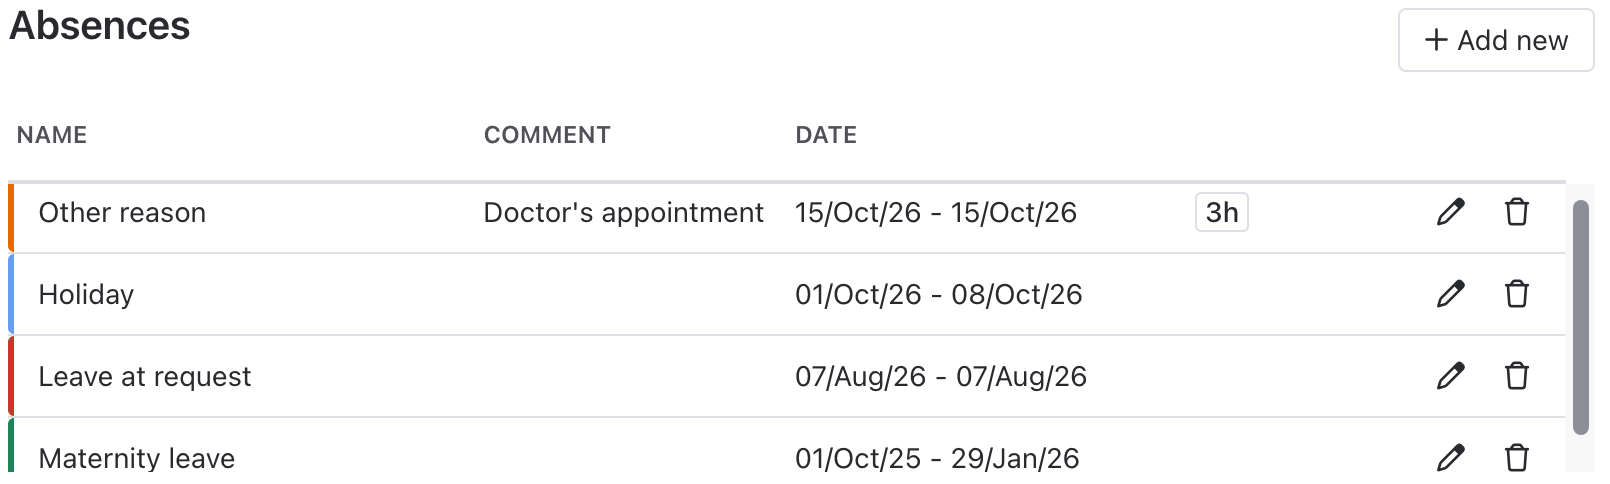 Absences
+ Add new
NAME COMMENT DATE
Other reason Doctor's appointment 15/Oct/26 - 15/Oct/26 3h
Holiday 01/Oct/26 - 08/Oct/26
Leave at request 07/Aug/26 - 07/Aug/26
Maternity leave 01/Oct/25 - 29/Jan/26